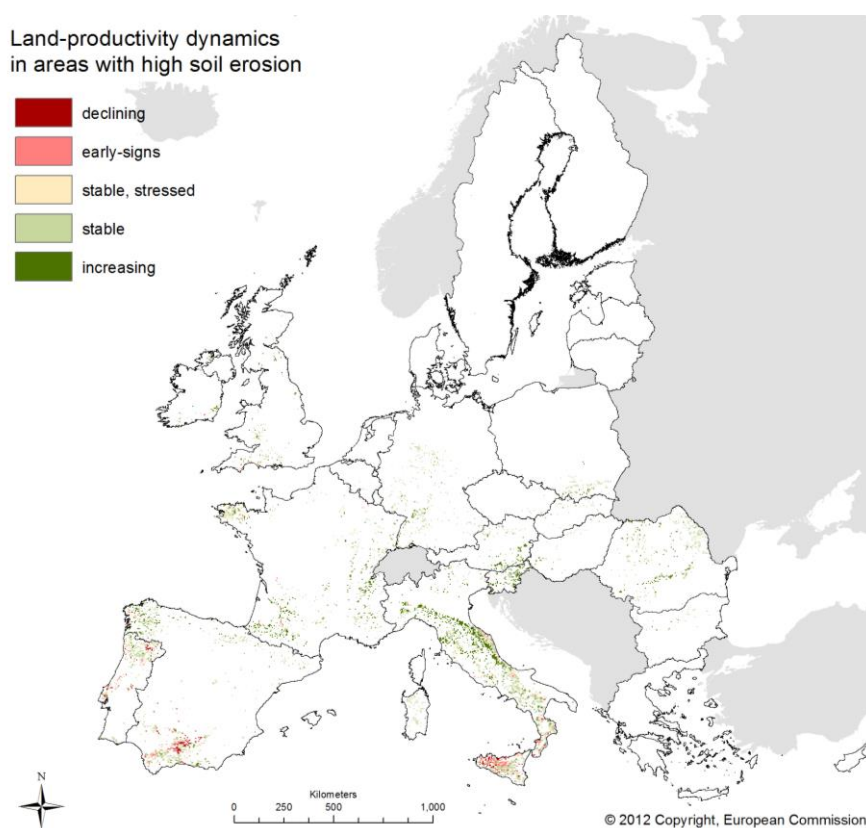 Land-productivity dynamics
in areas with high soil erosion
declining
early-signs
stable, stressed
stable
increasing
N
Kilometers
0 250 500 1,000
© 2012 Copyright, European Commission